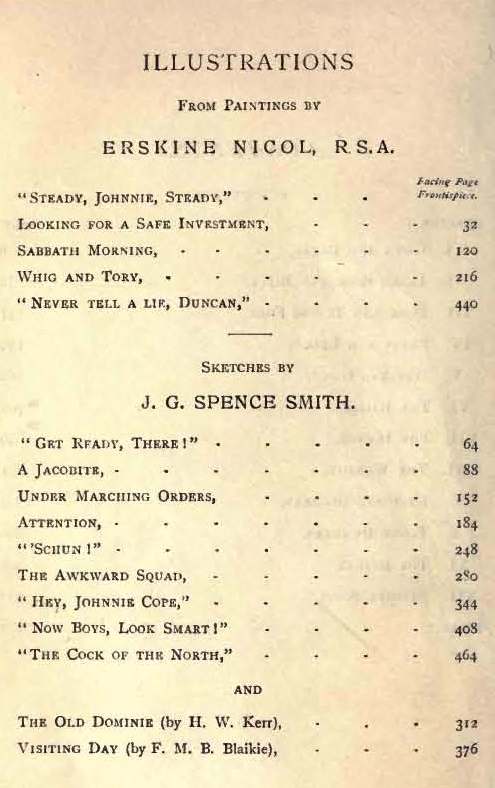 ILLUSTRATIONS
FROM PAINTINGS BY
ERSKINE NICOL, R.S.A.
Facing Page
"STEADY, JOHNNIE, STEADY," - - - Frontispiece.
LOOKING FOR A SAFE INVESTMENT, - - - 32
SABBATH MORNING, - - - - - - 120
WHIG AND TORY, - - - - - - 216
"NEVER TELL A LIE, DUNCAN," - - - - 440
SKETCHES BY
J. G. SPENCE SMITH.
"GET READY, THERE!" - - - - - 64
A JACOBITE, - - - - - - - 88
UNDER MARCHING ORDERS, - - - - 152
ATTENTION, - - - - - - - 184
"'SCHUN!" - - - - - - - 248
THE AWKWARD SQUAD, - - - - - 280
"HEY, JOHNNIE COPE," - - - - - 344
"NOW BOYS, LOOK SMART!" - - - - 408
"THE COCK OF THE NORTH," - - - - 464
AND
THE OLD DOMINIE (by H. W. Kerr), - - - 312
VISITING DAY (by F. M. B. Blaikie), - - - 376